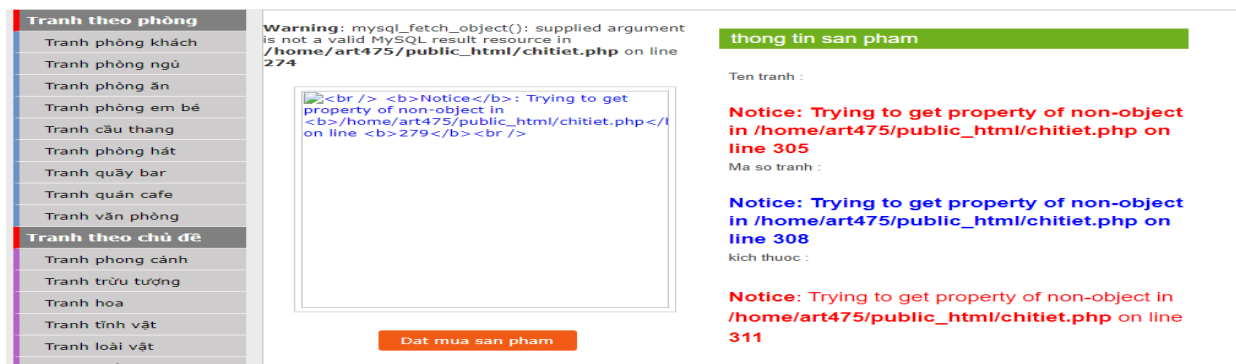 Tranh theo phòng
Tranh phòng khách
Tranh phòng ngủ
Tranh phòng ăn
Tranh phòng em bé
Tranh cầu thang
Tranh phòng hát
Tranh quầy bar
Tranh quán cafe
Tranh văn phòng
Tranh theo chủ đề
Tranh phong cảnh
Tranh trừu tượng
Tranh hoa
Tranh tĩnh vật
Tranh loài vật
Warning: mysql_fetch_object(): supplied argument
is not a valid MySQL result resource in
/home/art475/public_html/chitiet.php on line
274
<br /> <b>Notice</b>: Trying to get
property of non-object in
<b>/home/art475/public_html/chitiet.php</
on line <b>279</b><br />
Dat mua san pham
thong tin san pham
Ten tranh :
Notice: Trying to get property of non-object
in /home/art475/public_html/chitiet.php on
line 305
Ma so tranh :
Notice: Trying to get property of non-object
in /home/art475/public_html/chitiet.php on
line 308
kich thuoc :
Notice: Trying to get property of non-object in
/home/art475/public_html/chitiet.php on line
311